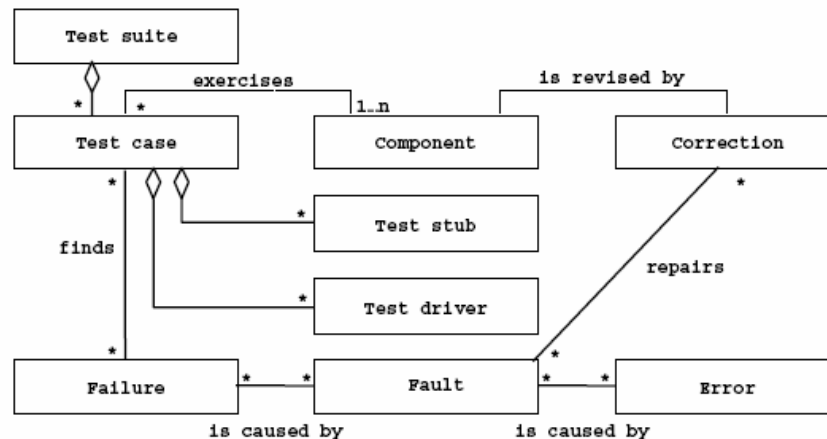 Test suite
exercises
is revised by
*
*
1…n
Test case
Component
Correction
*
*
*
Test stub
finds
repairs
*
Test driver
*
*
Failure
*
*
Fault
*
*
Error
is caused by
is caused by